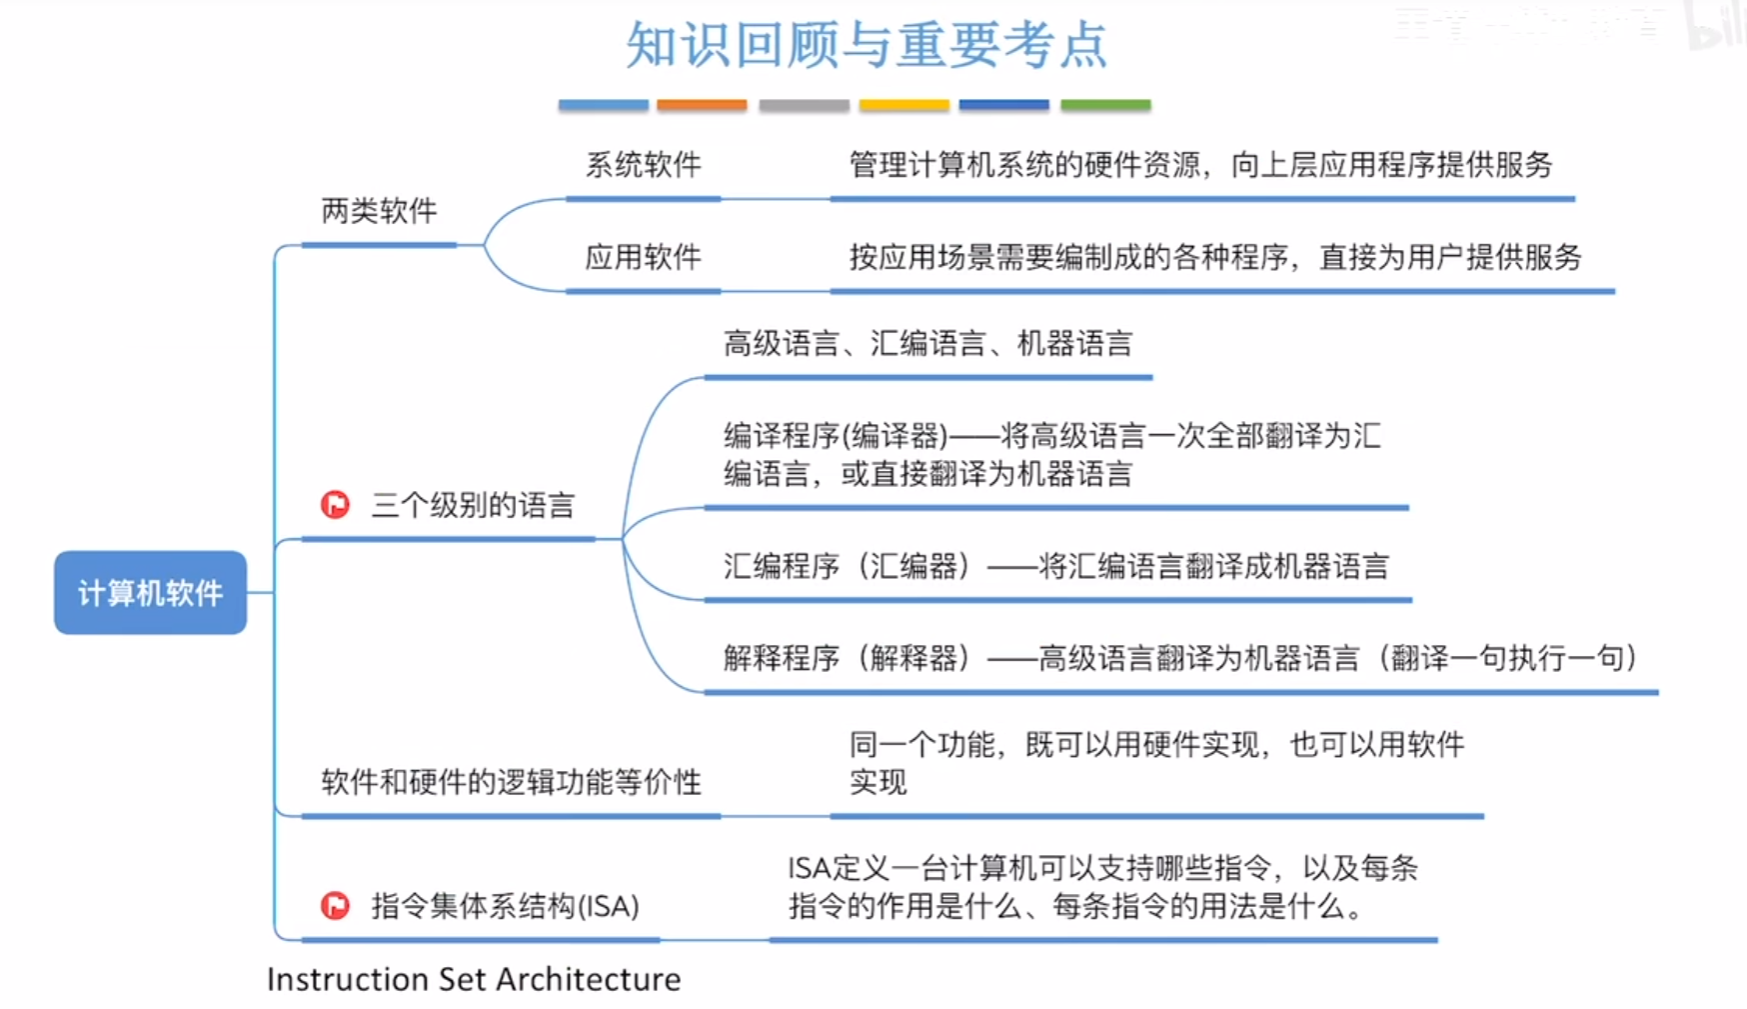 知识回顾与重要考点
系统软件
管理计算机系统的硬件资源，向上层应用程序提供服务
两类软件
应用软件
按应用场景需要编制成的各种程序，直接为用户提供服务
高级语言、汇编语言、机器语言
编译程序(编译器)——将高级语言一次全部翻译为汇
编语言，或直接翻译为机器语言
三个级别的语言
汇编程序（汇编器）——将汇编语言翻译成机器语言
计算机软件
解释程序（解释器）——高级语言翻译为机器语言（翻译一句执行一句）
同一个功能，既可以用硬件实现，也可以用软件
实现
软件和硬件的逻辑功能等价性
ISA定义一台计算机可以支持哪些指令，以及每条
指令的作用是什么、每条指令的用法是什么。
指令集体系结构(ISA)
Instruction Set Architecture